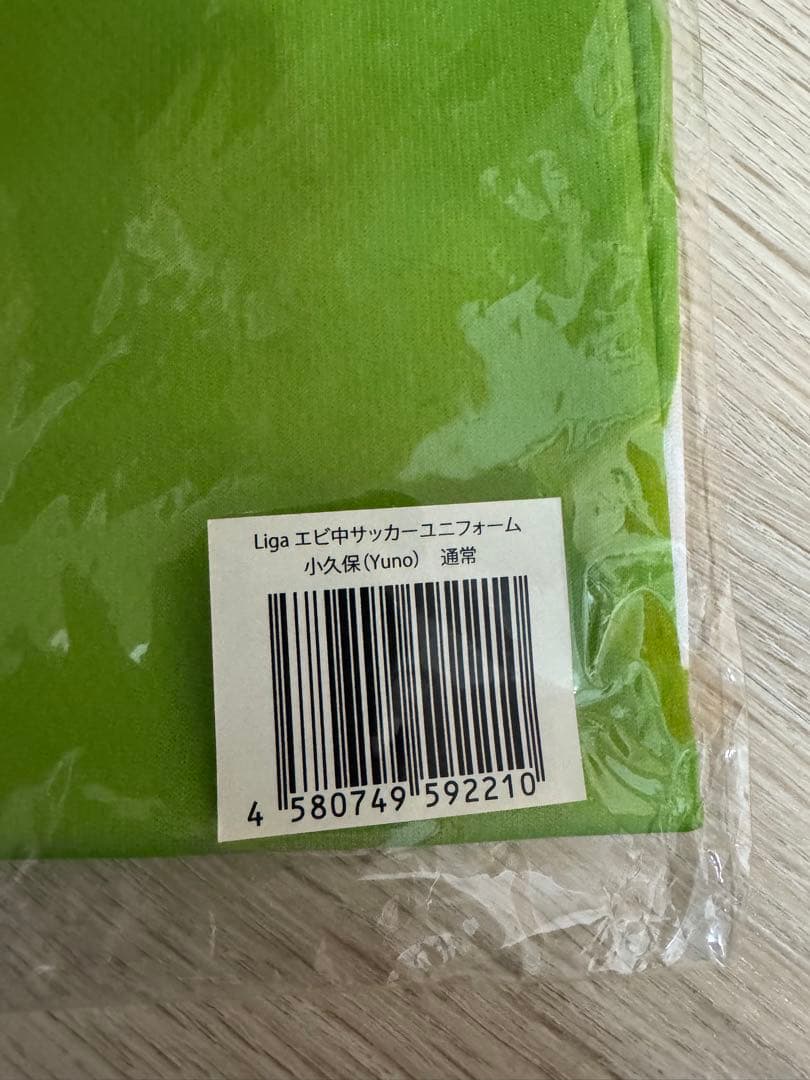 Liga エビ中サッカーユニフォーム
小久保(Yuno) 通常
4 580749 592210